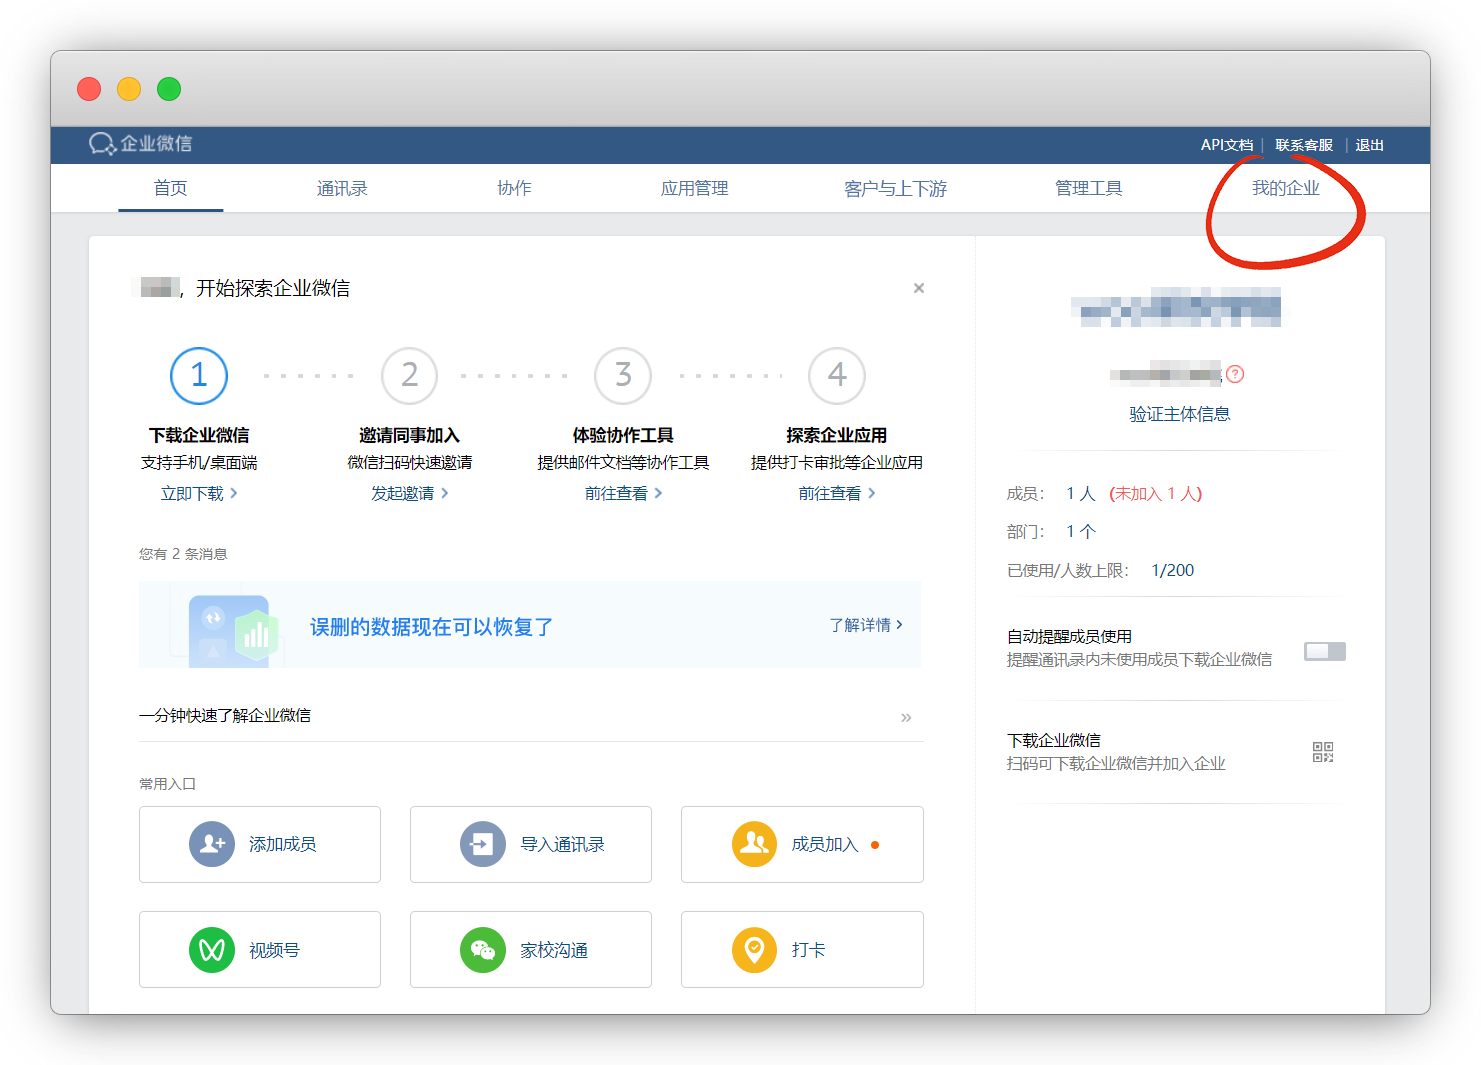 企业微信
API文档 | 联系客服 | 退出
首页 通讯录 协作 应用管理 客户与上下游 管理工具 我的企业
，开始探索企业微信
1 2 3 4
下载企业微信 邀请同事加入 体验协作工具 探索企业应用
支持手机/桌面端 微信扫码快速邀请 提供邮件文档等协作工具 提供打卡审批等企业应用
立即下载 发起邀请 前往查看 前往查看
您有 2 条消息
误删的数据现在可以恢复了 了解详情
一分钟快速了解企业微信
常用入口
添加成员 导入通讯录 成员加入
视频号 家校沟通 打卡
验证主体信息
成员： 1 人 (未加入 1 人)
部门： 1 个
已使用/人数上限： 1/200
自动提醒成员使用
提醒通讯录内未使用成员下载企业微信
下载企业微信
扫码可下载企业微信并加入企业